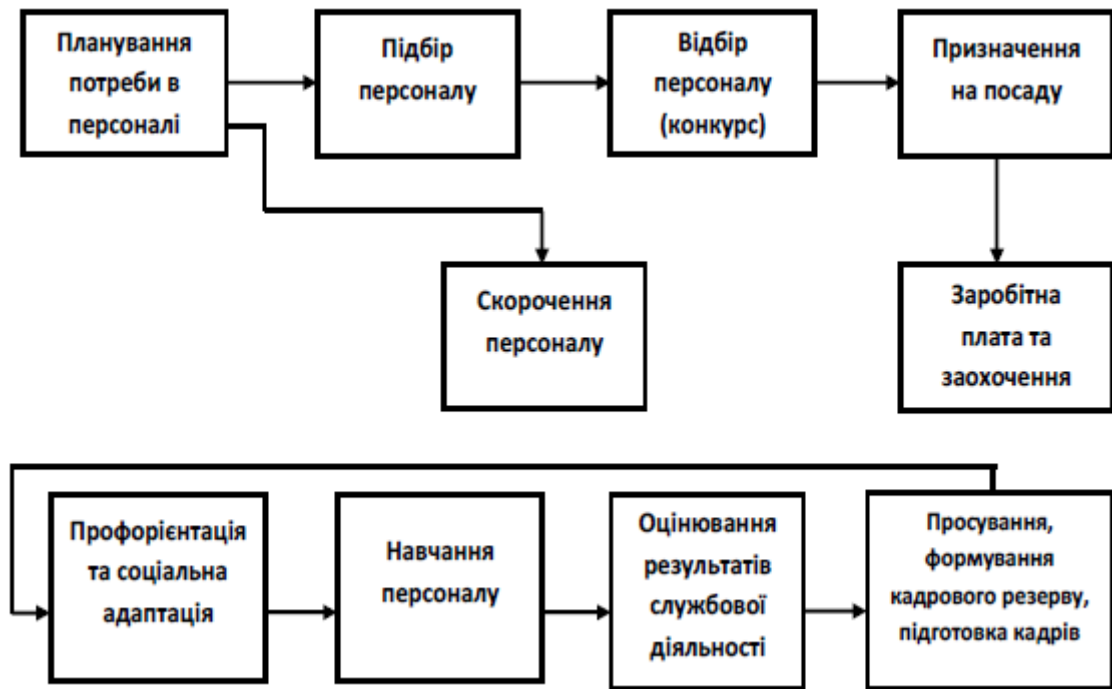 Планування
потреби в
персоналі
Підбір
персоналу
Відбір
персоналу
(конкурс)
Призначення
на посаду
Скорочення
персоналу
Заробітна
плата та
заохочення
Профорієнтація
та соціальна
адаптація
Навчання
персоналу
Оцінювання
результатів
службової
діяльності
Просування,
формування
кадрового резерву,
підготовка кадрів